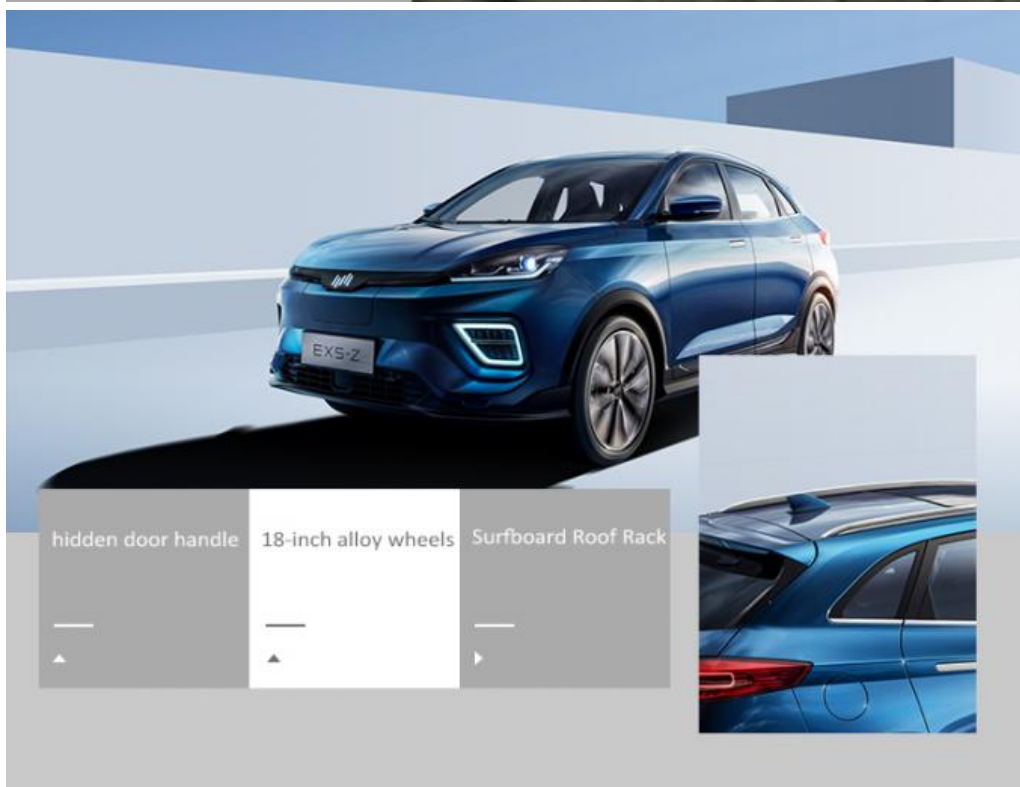 EXS-Z
hidden door handle
18-inch alloy wheels
Surfboard Roof Rack